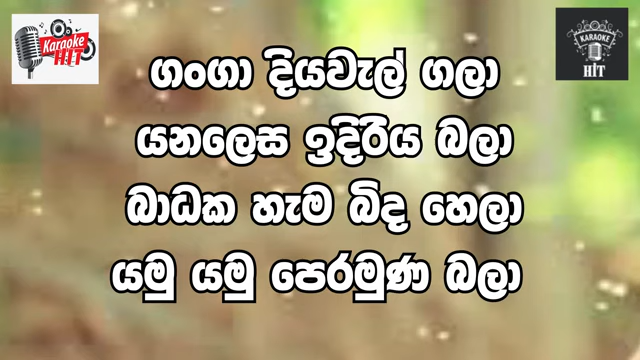 Karaoke
HIT
KARAOKE
HIT
ගංගා දියවැල් ගලා
යනලෙස ඉදිරිය බලා
බාධක හැම බිද හෙලා
යමු යමු පෙරමුණ බලා